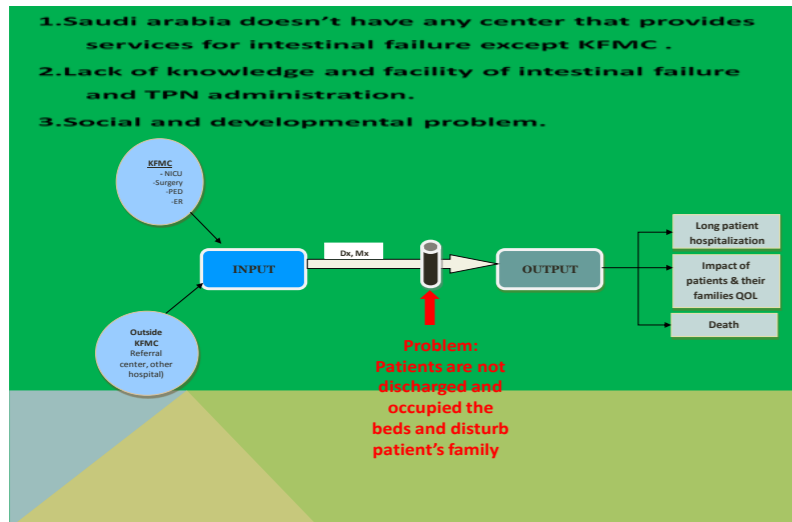 1.Saudi arabia doesn't have any center that provides
services for intestinal failure except KFMC .
2.Lack of knowledge and facility of intestinal failure
and TPN administration.
3.Social and developmental problem.
KFMC
- NICU
-Surgery
-PED
-ER
Outside
KFMC
Referral
center, other
hospital)
INPUT
Dx, Mx
OUTPUT
Long patient
hospitalization
Impact of
patients & their
families QOL
Death
Problem:
Patients are not
discharged and
occupied the
beds and disturb
patient's family